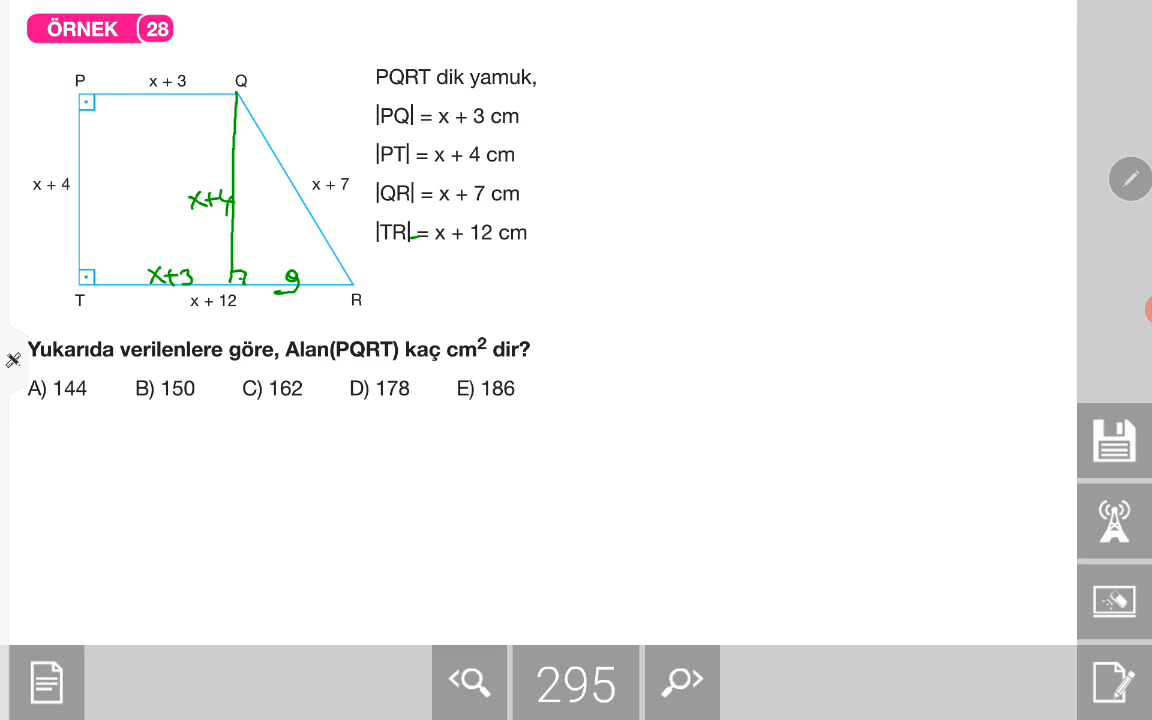 ÖRNEK 28
P x + 3 Q
x + 4
x + 7
x+4
x+3 9
T x + 12 R
PQRT dik yamuk,
|PQ| = x + 3 cm
|PT| = x + 4 cm
|QR| = x + 7 cm
|TR| = x + 12 cm
Yukarıda verilenlere göre, Alan(PQRT) kaç cm² dir?
A) 144 B) 150 C) 162 D) 178 E) 186
295